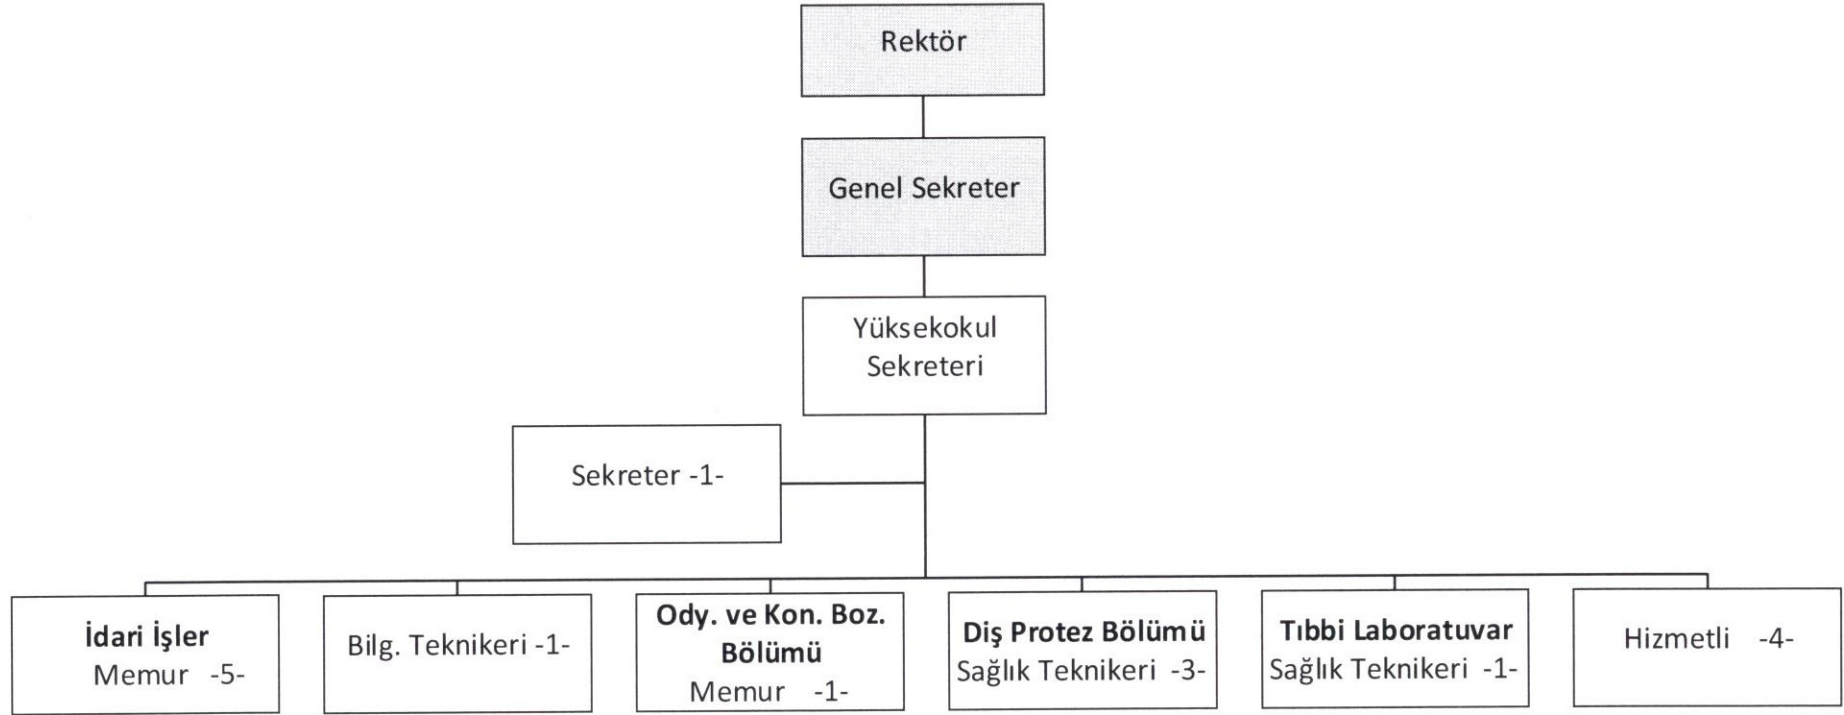 Rektör
Genel Sekreter
Yüksekokul
Sekreteri
Sekreter -1-
İdari İşler
Memur -5-
Bilg. Teknikeri -1-
Ody. ve Kon. Boz.
Bölümü
Memur -1-
Diş Protez Bölümü
Sağlık Teknikeri -3-
Tıbbi Laboratuvar
Sağlık Teknikeri -1-
Hizmetli -4-